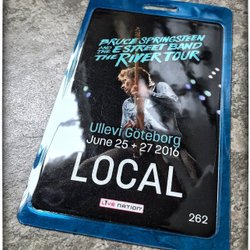 BRUCE SPRINGSTEEN
AND THE E STREET BAND
THE RIVER TOUR
Ullevi Göteborg
June 25 + 27 2016
LOCAL
LIVE NATION
262